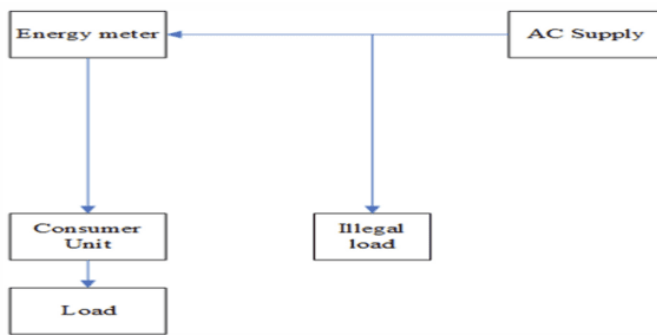 Energy meter
AC Supply
Consumer
Unit
Illegal
load
Load